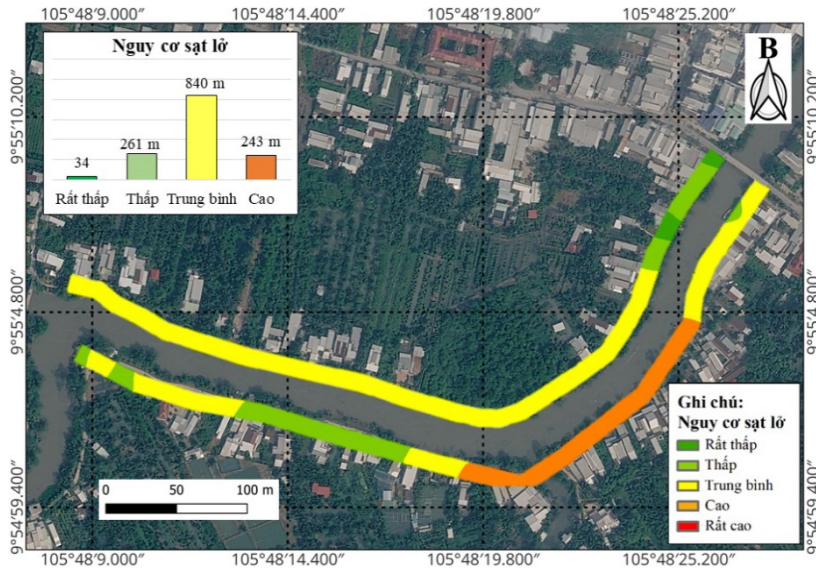 105°48′9.000″ 105°48′14.400″ 105°48′19.800″ 105°48′25.200″
Nguy cơ sạt lở
840 m
261 m
243 m
34
Rất thấp Thấp Trung bình Cao
B
9°55′10.200″
9°55′10.200″
9°55′4.800″
9°55′4.800″
Ghi chú:
Nguy cơ sạt lở
Rất thấp
Thấp
Trung bình
Cao
Rất cao
0 50 100 m
9°54′59.400″
9°54′59.400″
105°48′9.000″ 105°48′14.400″ 105°48′19.800″ 105°48′25.200″